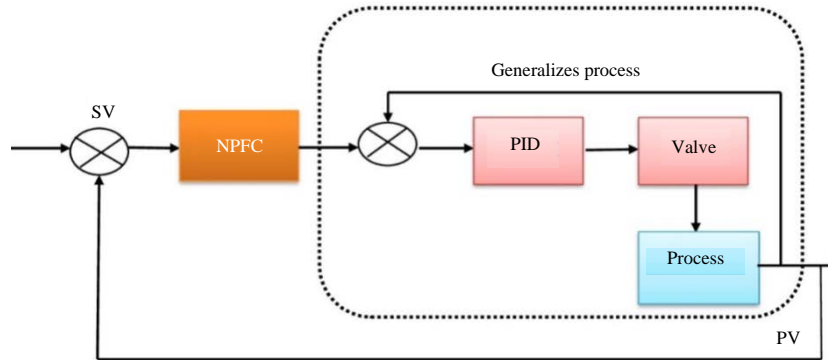 Generalizes process
SV
NPFC
PID
Valve
Process
PV